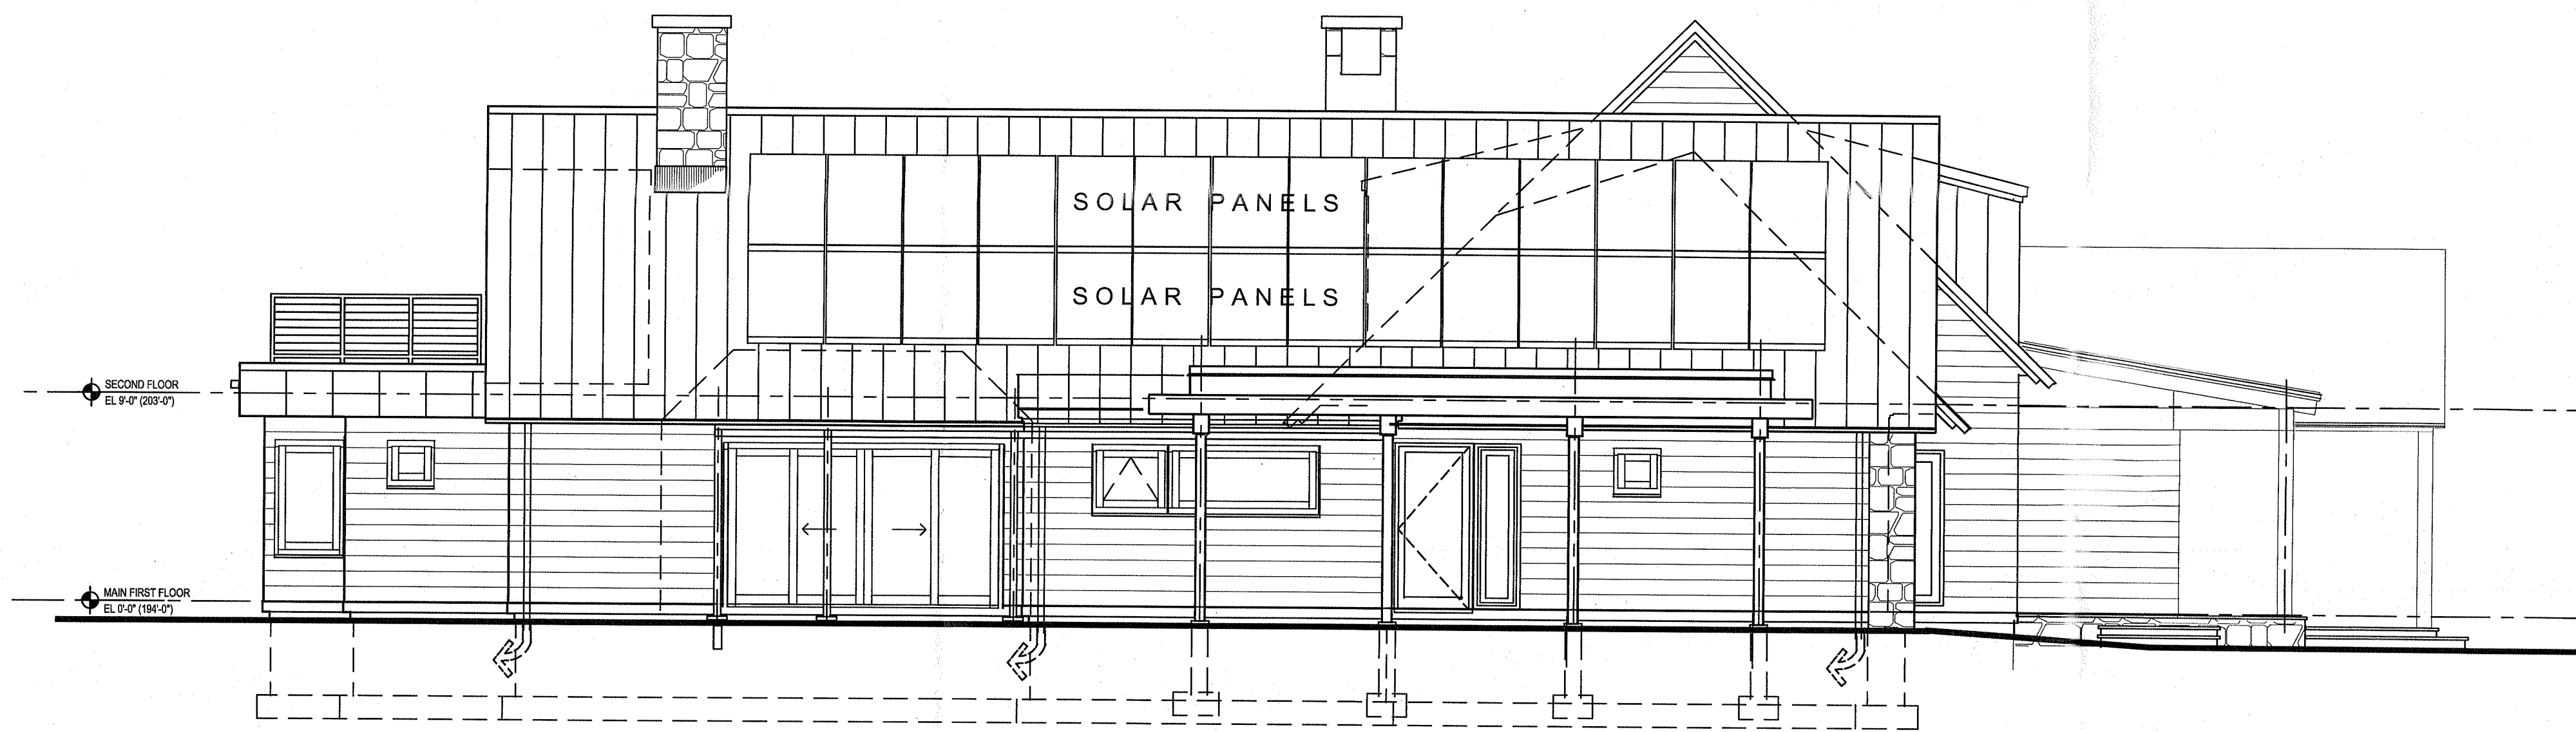 SOLAR PANELS
SOLAR PANELS
SECOND FLOOR
EL 9'-0" (203'-0")
MAIN FIRST FLOOR
EL 0'-0" (194'-0")